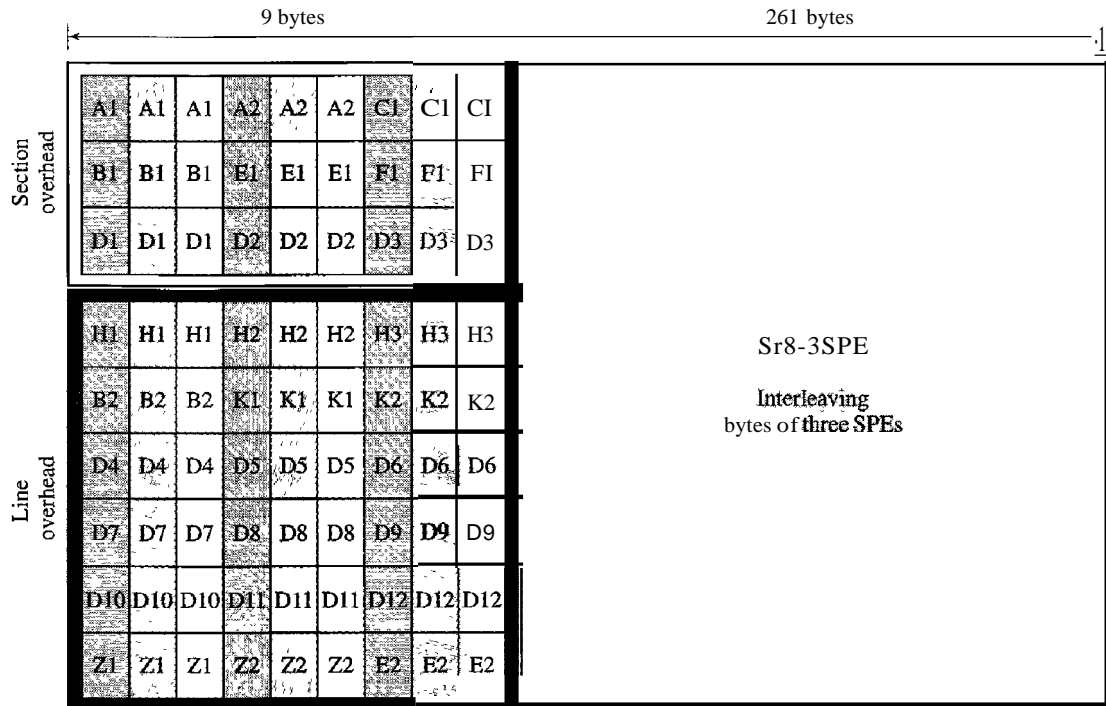 9 bytes 261 bytes
Section
overhead
A1 A1 A1 A2 A2 A2 C1 C1 CI
B1 B1 B1 E1 E1 E1 F1 F1 FI
D1 D1 D1 D2 D2 D2 D3 D3 D3
Line
overhead
H1 H1 H1 H2 H2 H2 H3 H3 H3
B2 B2 B2 K1 K1 K1 K2 K2 K2
D4 D4 D4 D5 D5 D5 D6 D6 D6
D7 D7 D7 D8 D8 D8 D9 D9 D9
D10 D10 D10 D11 D11 D11 D12 D12 D12
Z1 Z1 Z1 Z2 Z2 Z2 E2 E2 E2
Sr8-3SPE
Interleaving
bytes of three SPEs